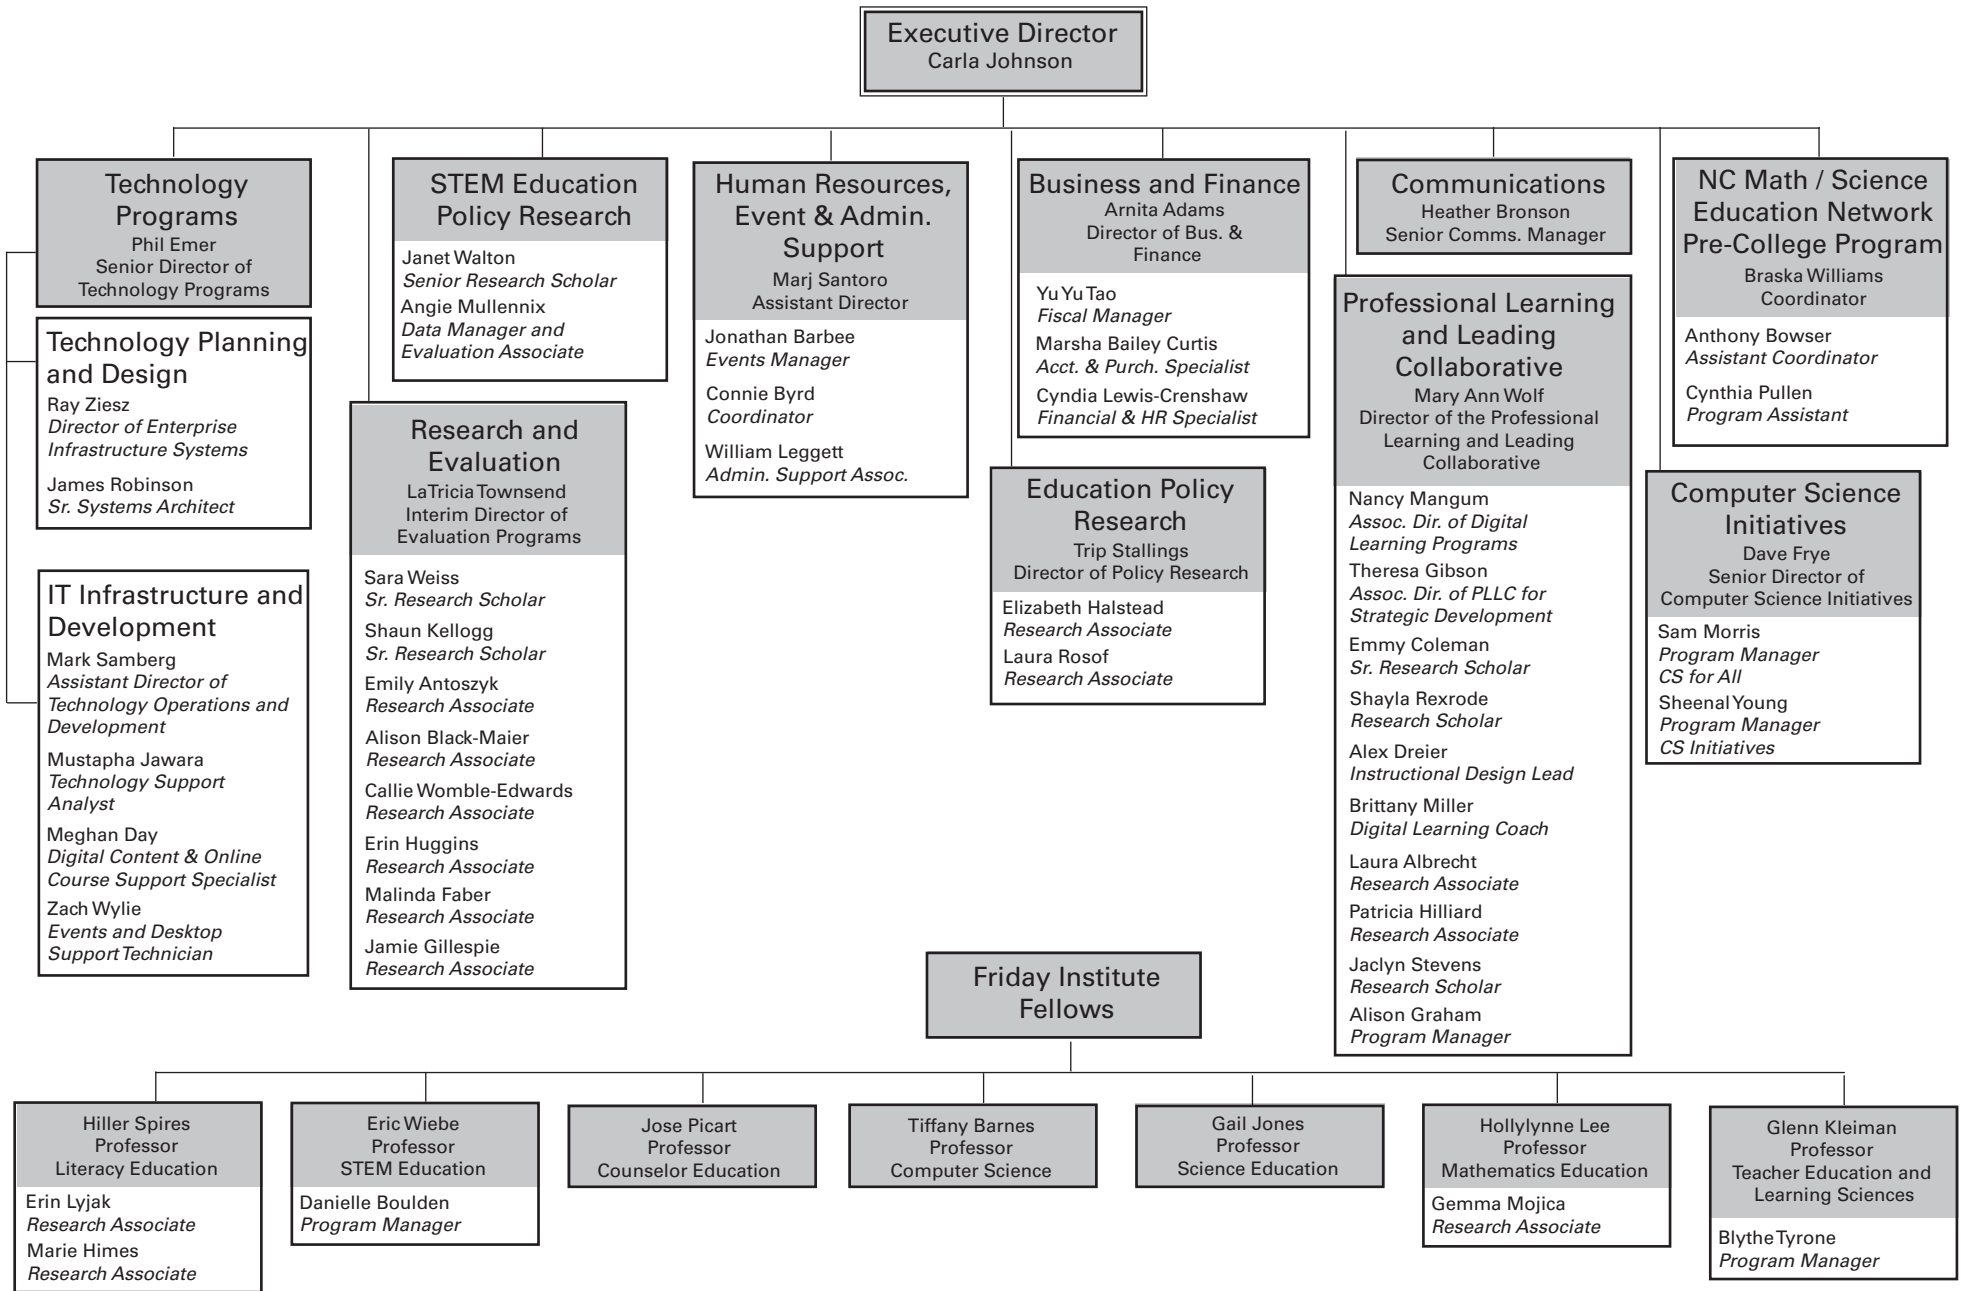 Executive Director
Carla Johnson
Technology
Programs
Phil Emer
Senior Director of
Technology Programs
Technology Planning
and Design
Ray Ziesz
Director of Enterprise
Infrastructure Systems
James Robinson
Sr. Systems Architect
IT Infrastructure and
Development
Mark Samberg
Assistant Director of
Technology Operations and
Development
Mustapha Jawara
Technology Support
Analyst
Meghan Day
Digital Content & Online
Course Support Specialist
Zach Wylie
Events and Desktop
Support Technician
Research and
Evaluation
LaTricia Townsend
Interim Director of
Evaluation Programs
Sara Weiss
Sr. Research Scholar
Shaun Kellogg
Sr. Research Scholar
Emily Antoszyk
Research Associate
Alison Black-Maier
Research Associate
Callie Womble-Edwards
Research Associate
Erin Huggins
Research Associate
Malinda Faber
Research Associate
Jamie Gillespie
Research Associate
STEM Education
Policy Research
Janet Walton
Senior Research Scholar
Angie Mullennix
Data Manager and
Evaluation Associate
Human Resources,
Event & Admin.
Support
Marj Santoro
Assistant Director
Jonathan Barbee
Events Manager
Connie Byrd
Coordinator
William Leggett
Admin. Support Assoc.
Business and Finance
Arnita Adams
Director of Bus. &
Finance
Yu Yu Tao
Fiscal Manager
Marsha Bailey Curtis
Acct. & Purch. Specialist
Cyndia Lewis-Crenshaw
Financial & HR Specialist
Education Policy
Research
Trip Stallings
Director of Policy Research
Elizabeth Halstead
Research Associate
Laura Rosof
Research Associate
Communications
Heather Bronson
Senior Comms. Manager
Professional Learning
and Leading
Collaborative
Mary Ann Wolf
Director of the Professional
Learning and Leading
Collaborative
Nancy Mangum
Assoc. Dir. of Digital
Learning Programs
Theresa Gibson
Assoc. Dir. of PLLC for
Strategic Development
Emmy Coleman
Sr. Research Scholar
Shayla Rexrode
Research Scholar
Alex Dreier
Instructional Design Lead
Brittany Miller
Digital Learning Coach
Laura Albrecht
Research Associate
Patricia Hilliard
Research Associate
Jaclyn Stevens
Research Scholar
Alison Graham
Program Manager
NC Math / Science
Education Network
Pre-College Program
Braska Williams
Coordinator
Anthony Bowser
Assistant Coordinator
Cynthia Pullen
Program Assistant
Computer Science
Initiatives
Dave Frye
Senior Director of
Computer Science Initiatives
Sam Morris
Program Manager
CS for All
Sheenal Young
Program Manager
CS Initiatives
Friday Institute
Fellows
Hiller Spires
Professor
Literacy Education
Erin Lyjak
Research Associate
Marie Himes
Research Associate
Eric Wiebe
Professor
STEM Education
Danielle Boulden
Program Manager
Jose Picart
Professor
Counselor Education
Tiffany Barnes
Professor
Computer Science
Gail Jones
Professor
Science Education
Hollylynne Lee
Professor
Mathematics Education
Gemma Mojica
Research Associate
Glenn Kleiman
Professor
Teacher Education and
Learning Sciences
Blythe Tyrone
Program Manager